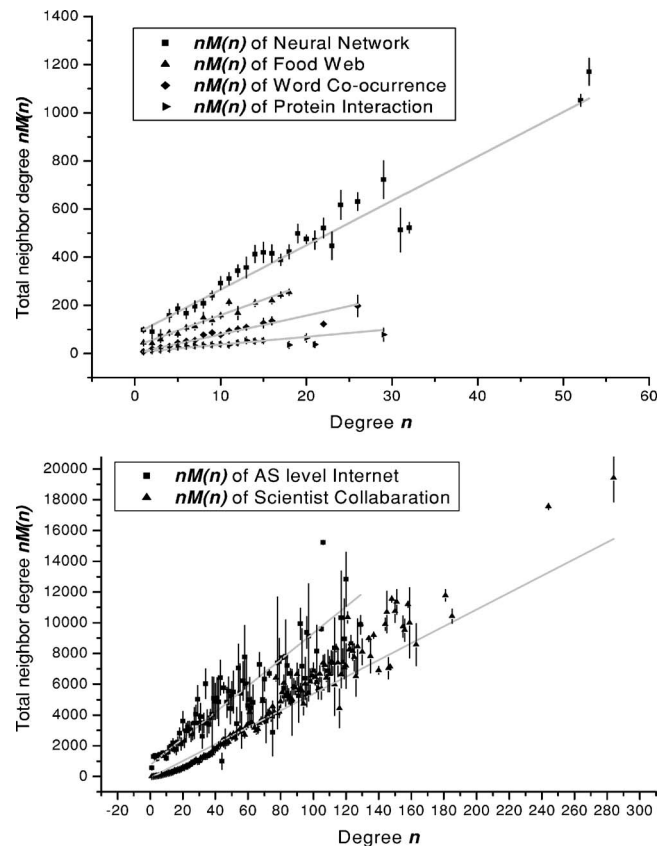 1400
1200
1000
800
600
400
200
0
Total neighbor degree nM(n)
nM(n) of Neural Network
nM(n) of Food Web
nM(n) of Word Co-ocurrence
nM(n) of Protein Interaction
0 10 20 30 40 50 60
Degree n
20000
18000
16000
14000
12000
10000
8000
6000
4000
2000
0
Total neighbor degree nM(n)
nM(n) of AS level Internet
nM(n) of Scientist Collabaration
-20 0 20 40 60 80 100 120 140 160 180 200 220 240 260 280 300
Degree n